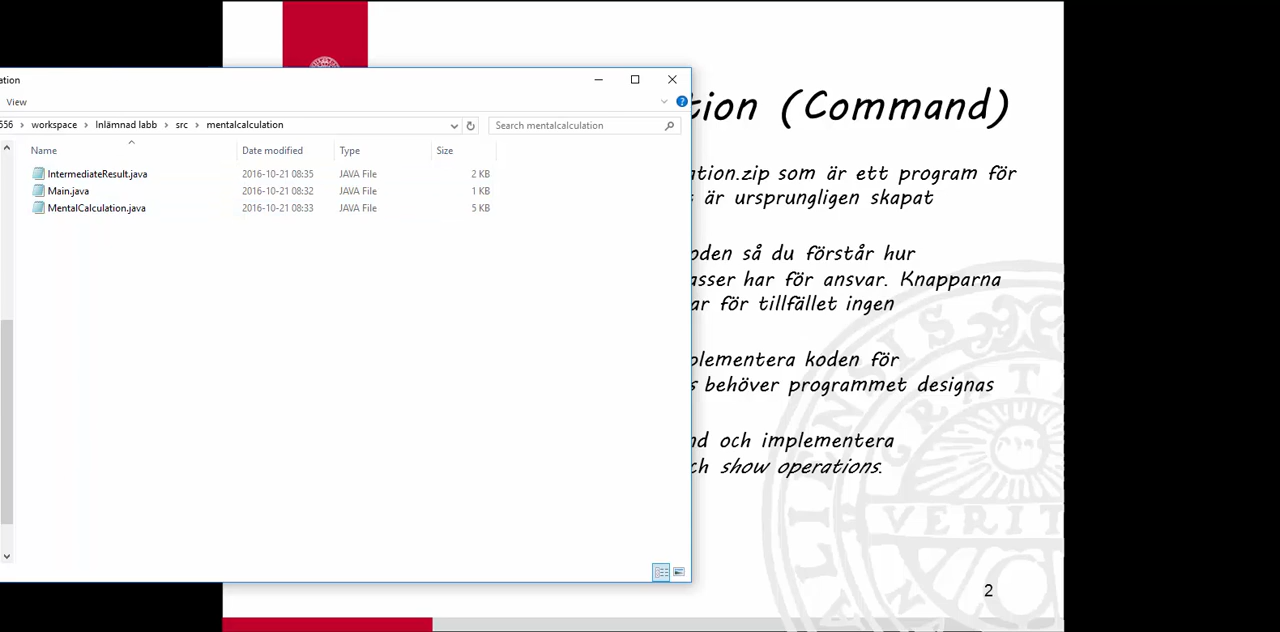 ation
View
556 › workspace › Inlämnad labb › src › mentalcalculation
Search mentalcalculation
Name Date modified Type Size
IntermediateResult.java 2016-10-21 08:35 JAVA File 2 KB
Main.java 2016-10-21 08:32 JAVA File 1 KB
MentalCalculation.java 2016-10-21 08:33 JAVA File 5 KB
tion (Command)
ation.zip som är ett program för
s är ursprungligen skapat
oden så du förstår hur
asser har för ansvar. Knapparna
ar för tillfället ingen
plementera koden för
s behöver programmet designas
nd och implementera
ch show operations.
2
VERIT